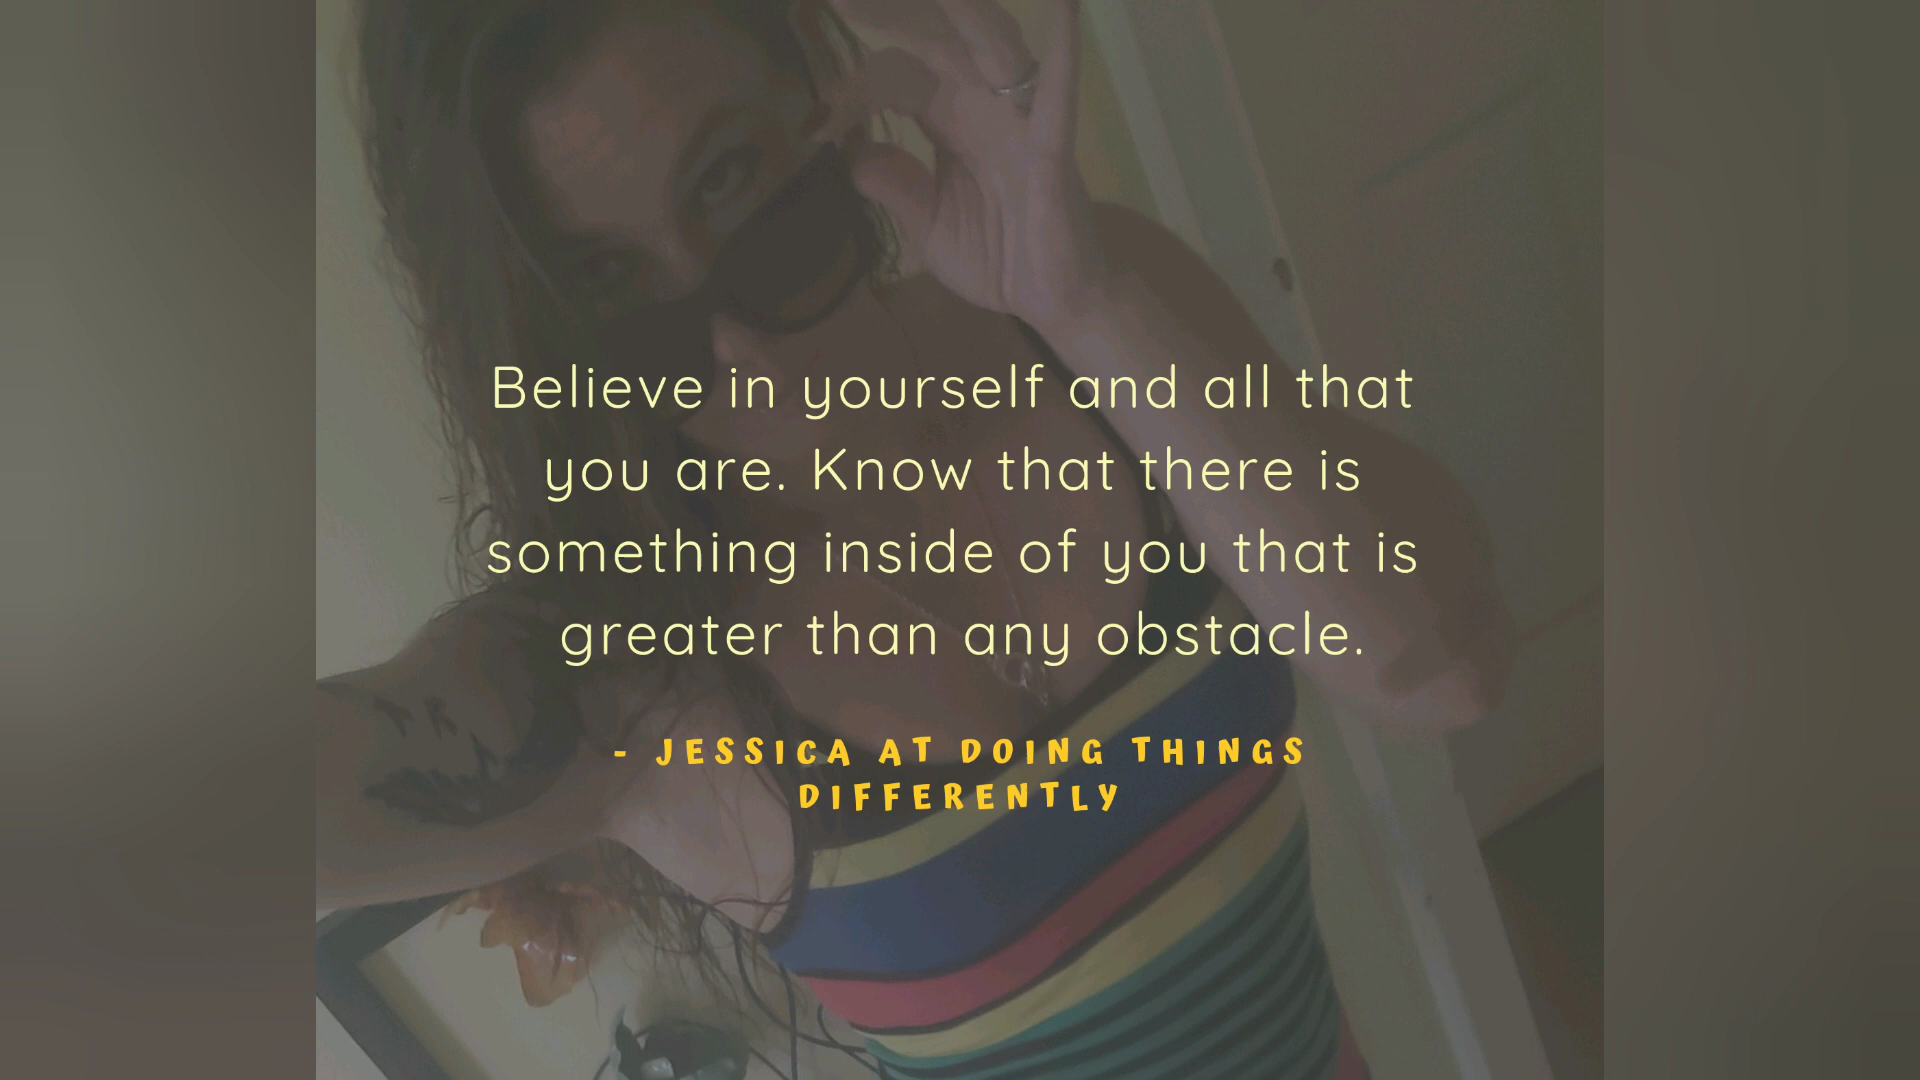 Believe in yourself and all that
you are. Know that there is
something inside of you that is
greater than any obstacle.
- JESSICA AT DOING THINGS
DIFFERENTLY